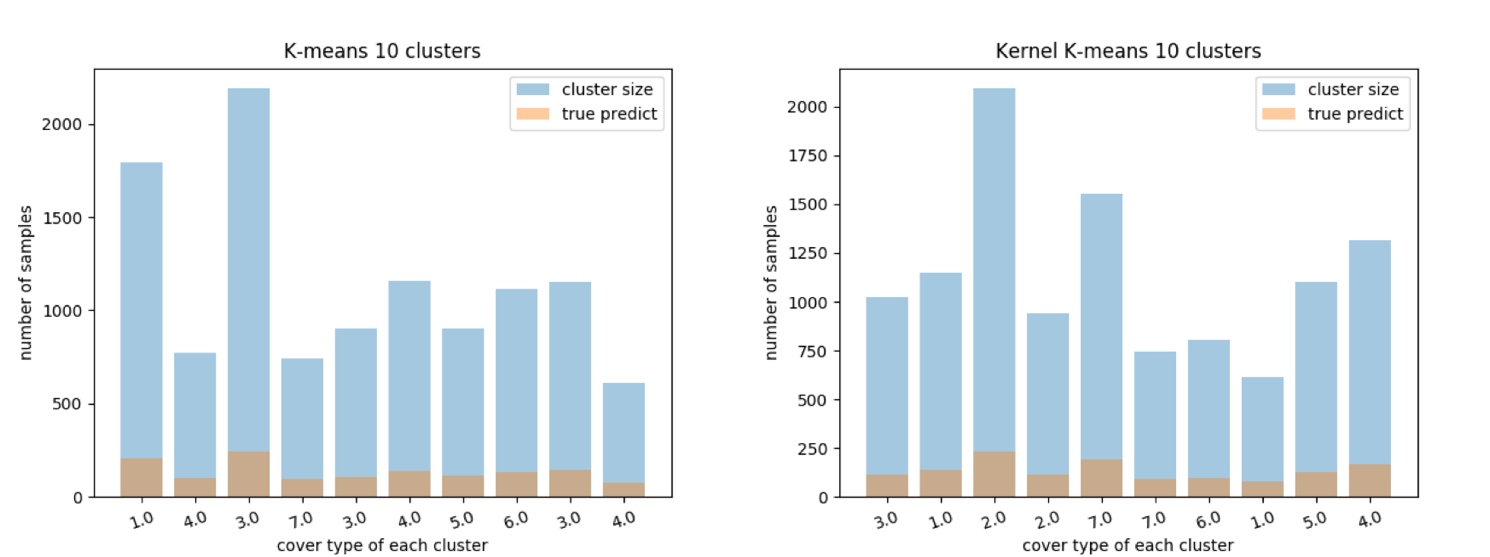 K-means 10 clusters
cluster size
true predict
number of samples
2000
1500
1000
500
0
1.0 4.0 3.0 7.0 3.0 4.0 5.0 6.0 3.0 4.0
cover type of each cluster
Kernel K-means 10 clusters
cluster size
true predict
number of samples
2000
1750
1500
1250
1000
750
500
250
0
3.0 1.0 2.0 2.0 7.0 7.0 6.0 1.0 5.0 4.0
cover type of each cluster